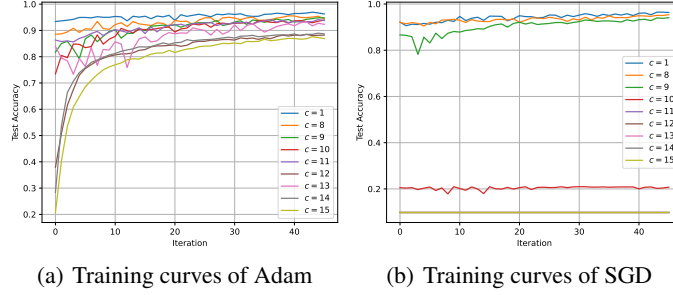 1.0
0.9
0.8
0.7
0.6
0.5
0.4
0.3
0.2
Test Accuracy
0 10 20 30 40
Iteration
c = 1
c = 8
c = 9
c = 10
c = 11
c = 12
c = 13
c = 14
c = 15
(a) Training curves of Adam
1.0
0.8
0.6
0.4
0.2
Test Accuracy
0 10 20 30 40
Iteration
c = 1
c = 8
c = 9
c = 10
c = 11
c = 12
c = 13
c = 14
c = 15
(b) Training curves of SGD